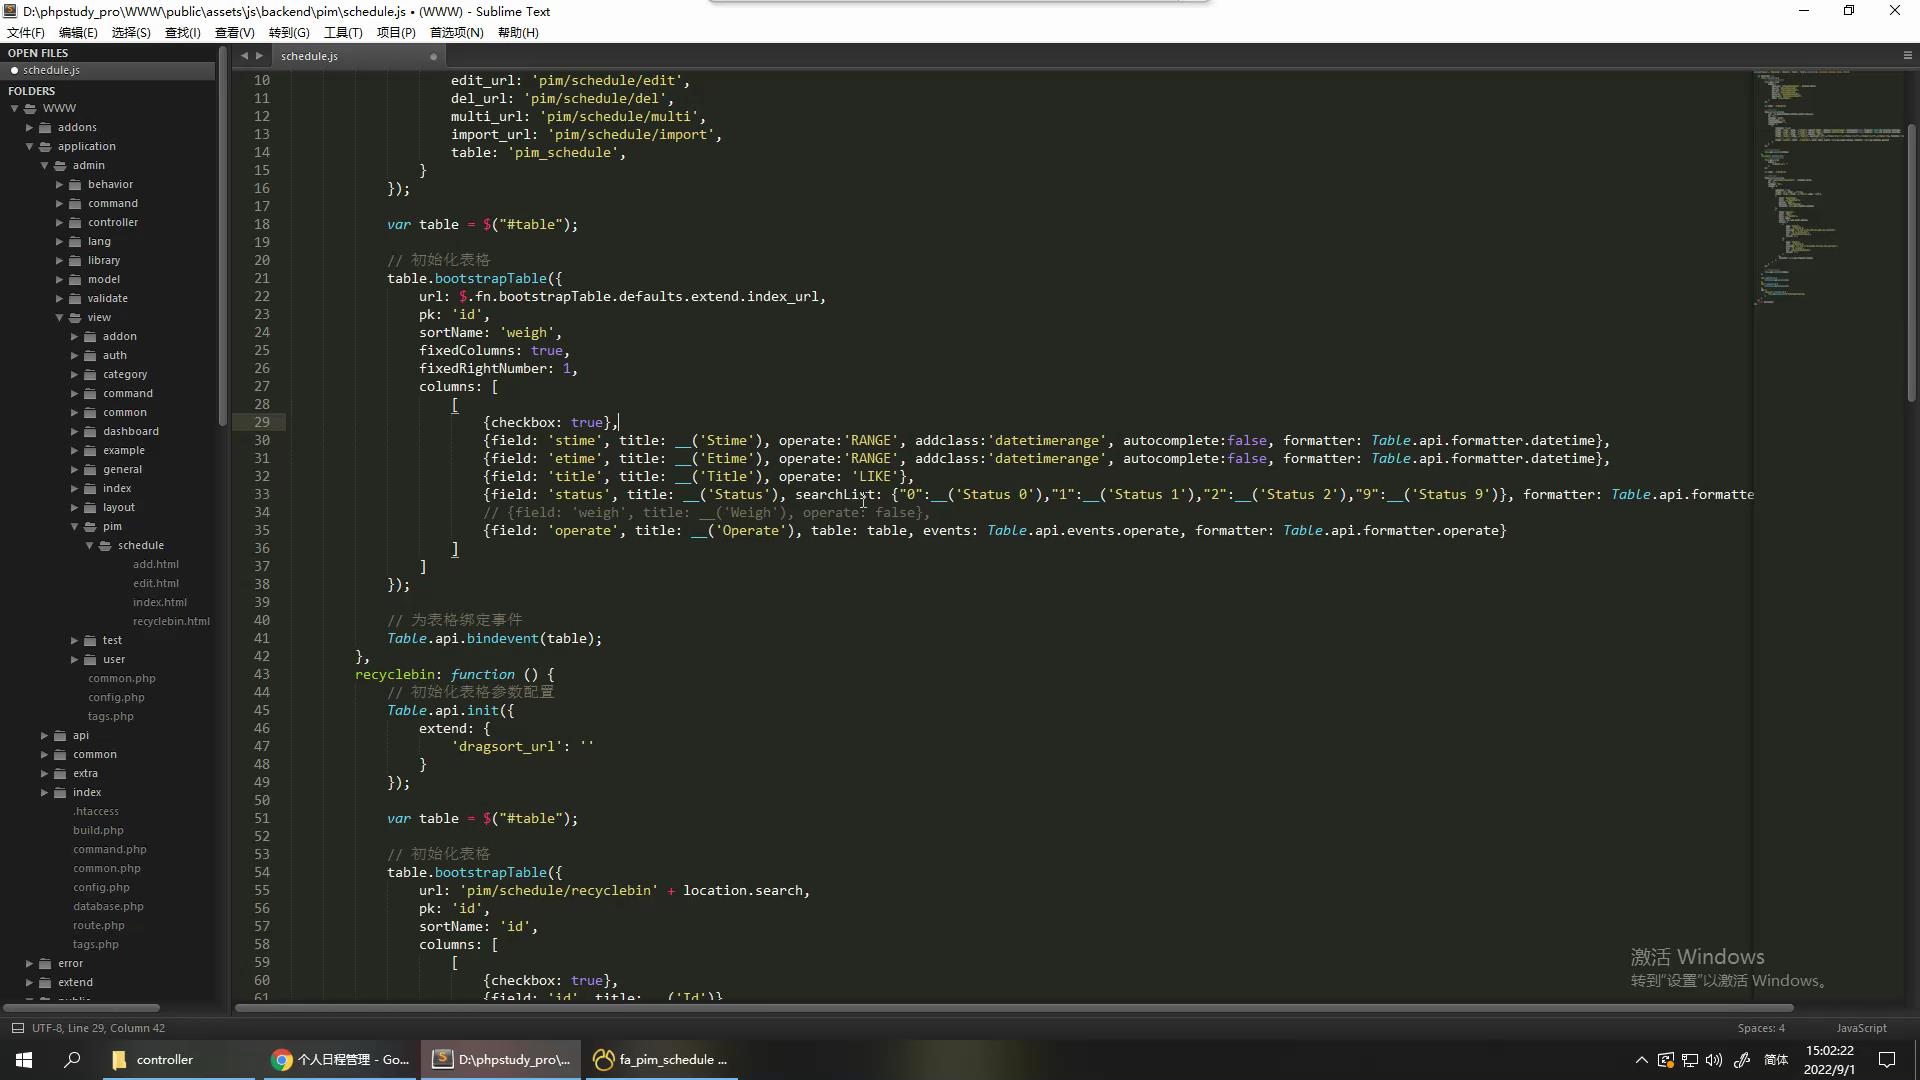 D:\phpstudy_pro\WWW\public\assets\js\backend\pim\schedule.js • (WWW) - Sublime Text
文件(F) 编辑(E) 选择(S) 查找(I) 查看(V) 转到(G) 工具(T) 项目(P) 首选项(N) 帮助(H)
OPEN FILES
schedule.js
FOLDERS
WWW
addons
application
admin
behavior
command
controller
lang
library
model
validate
view
addon
auth
category
command
common
dashboard
example
general
index
layout
pim
schedule
add.html
edit.html
index.html
recyclebin.html
test
user
common.php
config.php
tags.php
api
common
extra
index
.htaccess
build.php
command.php
common.php
config.php
database.php
route.php
tags.php
error
extend
schedule.js
10 edit_url: 'pim/schedule/edit',
11 del_url: 'pim/schedule/del',
12 multi_url: 'pim/schedule/multi',
13 import_url: 'pim/schedule/import',
14 table: 'pim_schedule',
15 }
16 });
17
18 var table = $("#table");
19
20 // 初始化表格
21 table.bootstrapTable({
22 url: $.fn.bootstrapTable.defaults.extend.index_url,
23 pk: 'id',
24 sortName: 'weigh',
25 fixedColumns: true,
26 fixedRightNumber: 1,
27 columns: [
28 [
29 {checkbox: true},
30 {field: 'stime', title: __('Stime'), operate:'RANGE', addclass:'datetimerange', autocomplete:false, formatter: Table.api.formatter.datetime},
31 {field: 'etime', title: __('Etime'), operate:'RANGE', addclass:'datetimerange', autocomplete:false, formatter: Table.api.formatter.datetime},
32 {field: 'title', title: __('Title'), operate: 'LIKE'},
33 {field: 'status', title: __('Status'), searchList: {"0":__('Status 0'),"1":__('Status 1'),"2":__('Status 2'),"9":__('Status 9')}, formatter: Table.api.formatte
34 // {field: 'weigh', title: __('Weigh'), operate: false},
35 {field: 'operate', title: __('Operate'), table: table, events: Table.api.events.operate, formatter: Table.api.formatter.operate}
36 ]
37 ]
38 });
39
40 // 为表格绑定事件
41 Table.api.bindevent(table);
42 },
43 recyclebin: function () {
44 // 初始化表格参数配置
45 Table.api.init({
46 extend: {
47 'dragsort_url': ''
48 }
49 });
50
51 var table = $("#table");
52
53 // 初始化表格
54 table.bootstrapTable({
55 url: 'pim/schedule/recyclebin' + location.search,
56 pk: 'id',
57 sortName: 'id',
58 columns: [
59 [
60 {checkbox: true},
61 {field: 'id', title: __('Id')}
激活 Windows
转到“设置”以激活 Windows。
UTF-8, Line 29, Column 42
Spaces: 4
JavaScript
controller
个人日程管理 - Go...
D:\phpstudy_pro\...
fa_pim_schedule ...
简体
15:02:22
2022/9/1